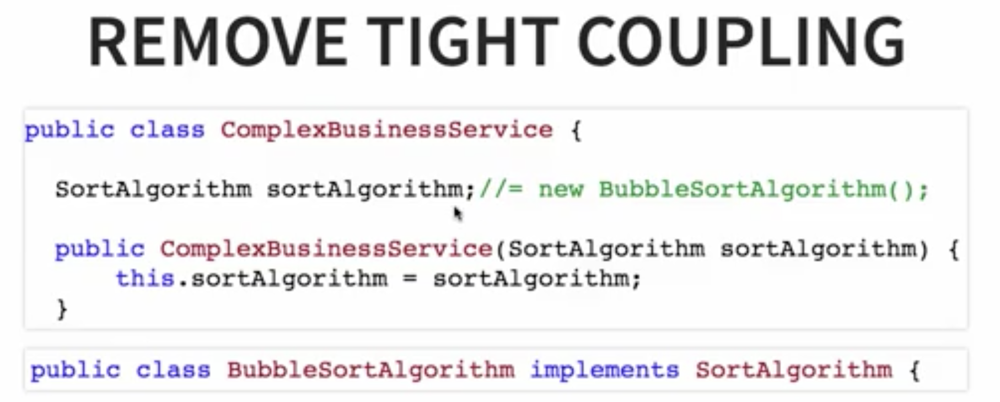 REMOVE TIGHT COUPLING
public class ComplexBusinessService {
SortAlgorithm sortAlgorithm;//= new BubbleSortAlgorithm();
public ComplexBusinessService(SortAlgorithm sortAlgorithm) {
this.sortAlgorithm = sortAlgorithm;
}
public class BubbleSortAlgorithm implements SortAlgorithm {